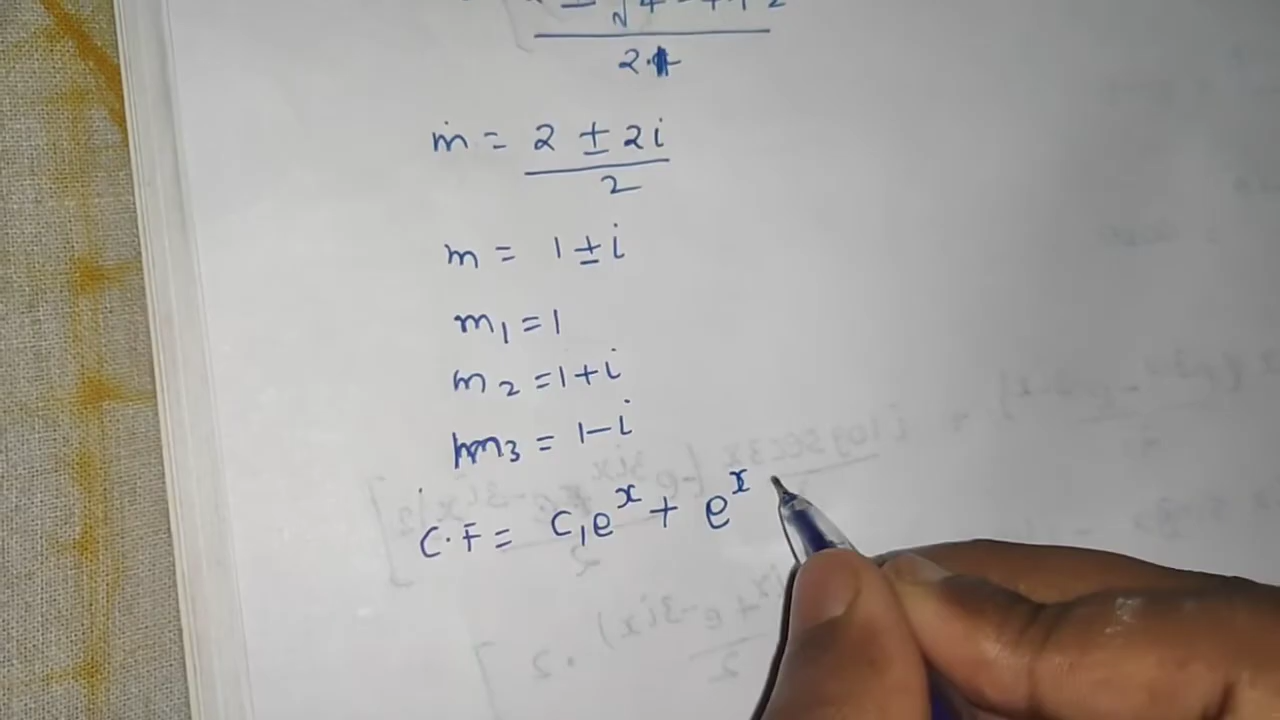 2·1
m = 2 ± 2i
2
m = 1 ± i
m₁ = 1
m₂ = 1+i
m₃ = 1−i
C.F = C₁eˣ + eˣ